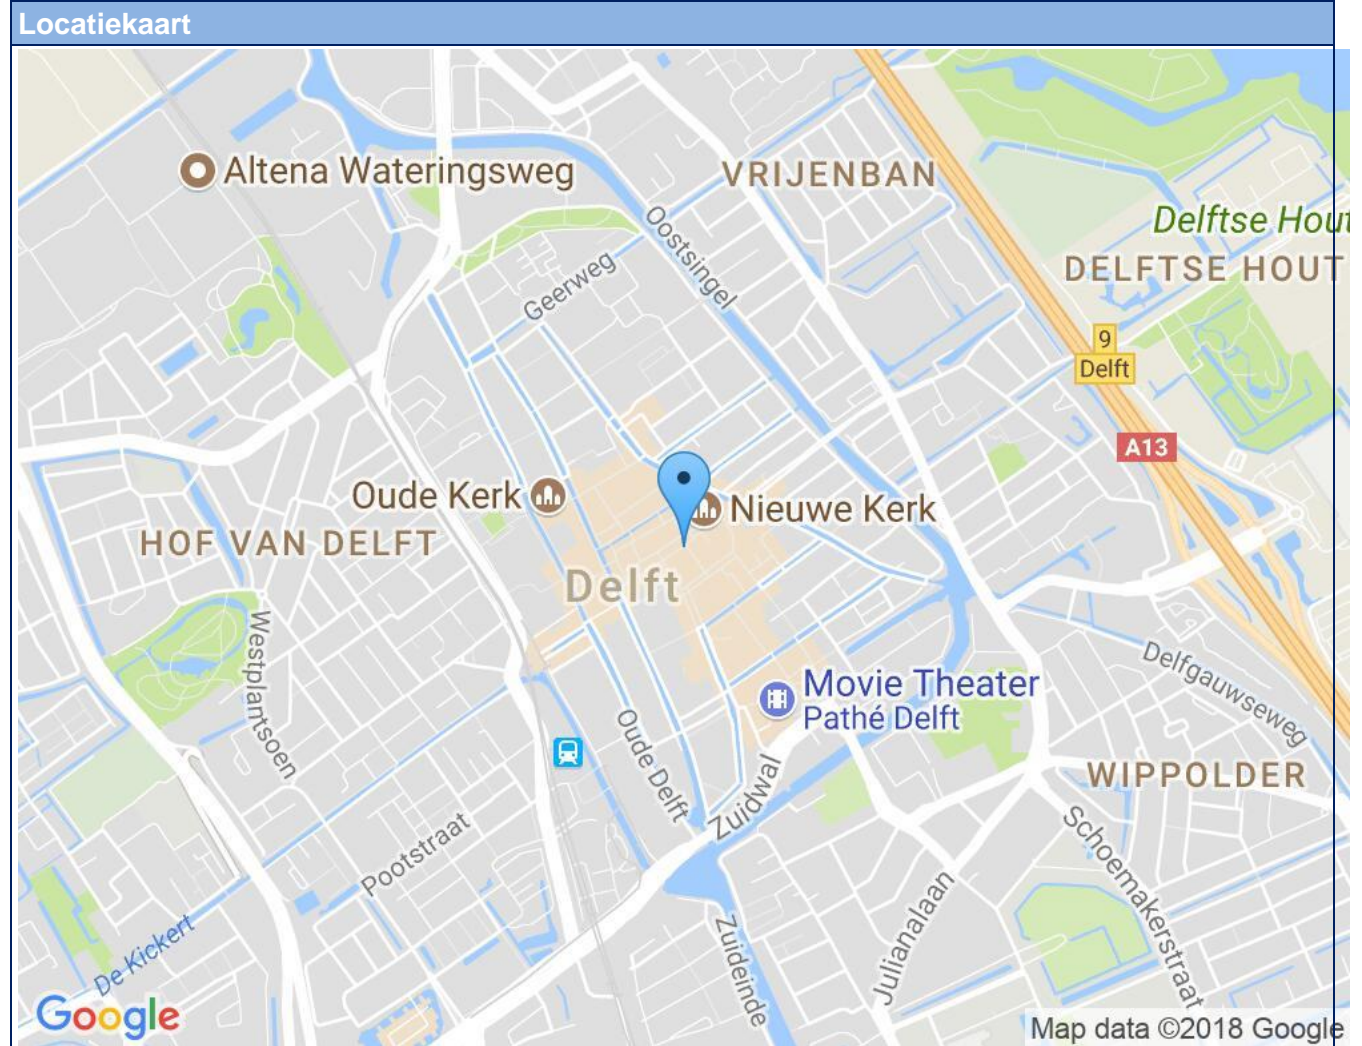 Locatiekaart
Altena Wateringsweg
VRIJENBAN
Oostsingel
Delftse Hout
Geerweg
DELFTSE HOUT
9
Delft
A13
Oude Kerk
Nieuwe Kerk
HOF VAN DELFT
Delft
Westplantsoen
Delfgauwseweg
Movie Theater
Pathé Delft
Oude Delft
Zuidwal
WIPPOLDER
Pootstraat
Schoemakerstraat
Julianalaan
De Kickert
Zuideinde
Google
Map data ©2018 Google